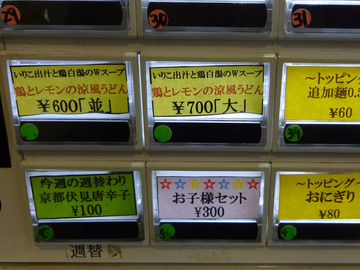 29
30
31
いりこ出汁と鶏白湯のWスープ
鶏とレモンの涼風うどん
¥600「並」
いりこ出汁と鶏白湯のWスープ
鶏とレモンの涼風うどん
¥700「大」
～トッピン
追加麺0.5
¥60
34
今週の週替わり
京都伏見唐辛子
¥100
☆☆☆☆☆☆
お子様セット
¥300
～トッピング～
おにぎり
¥80
週替